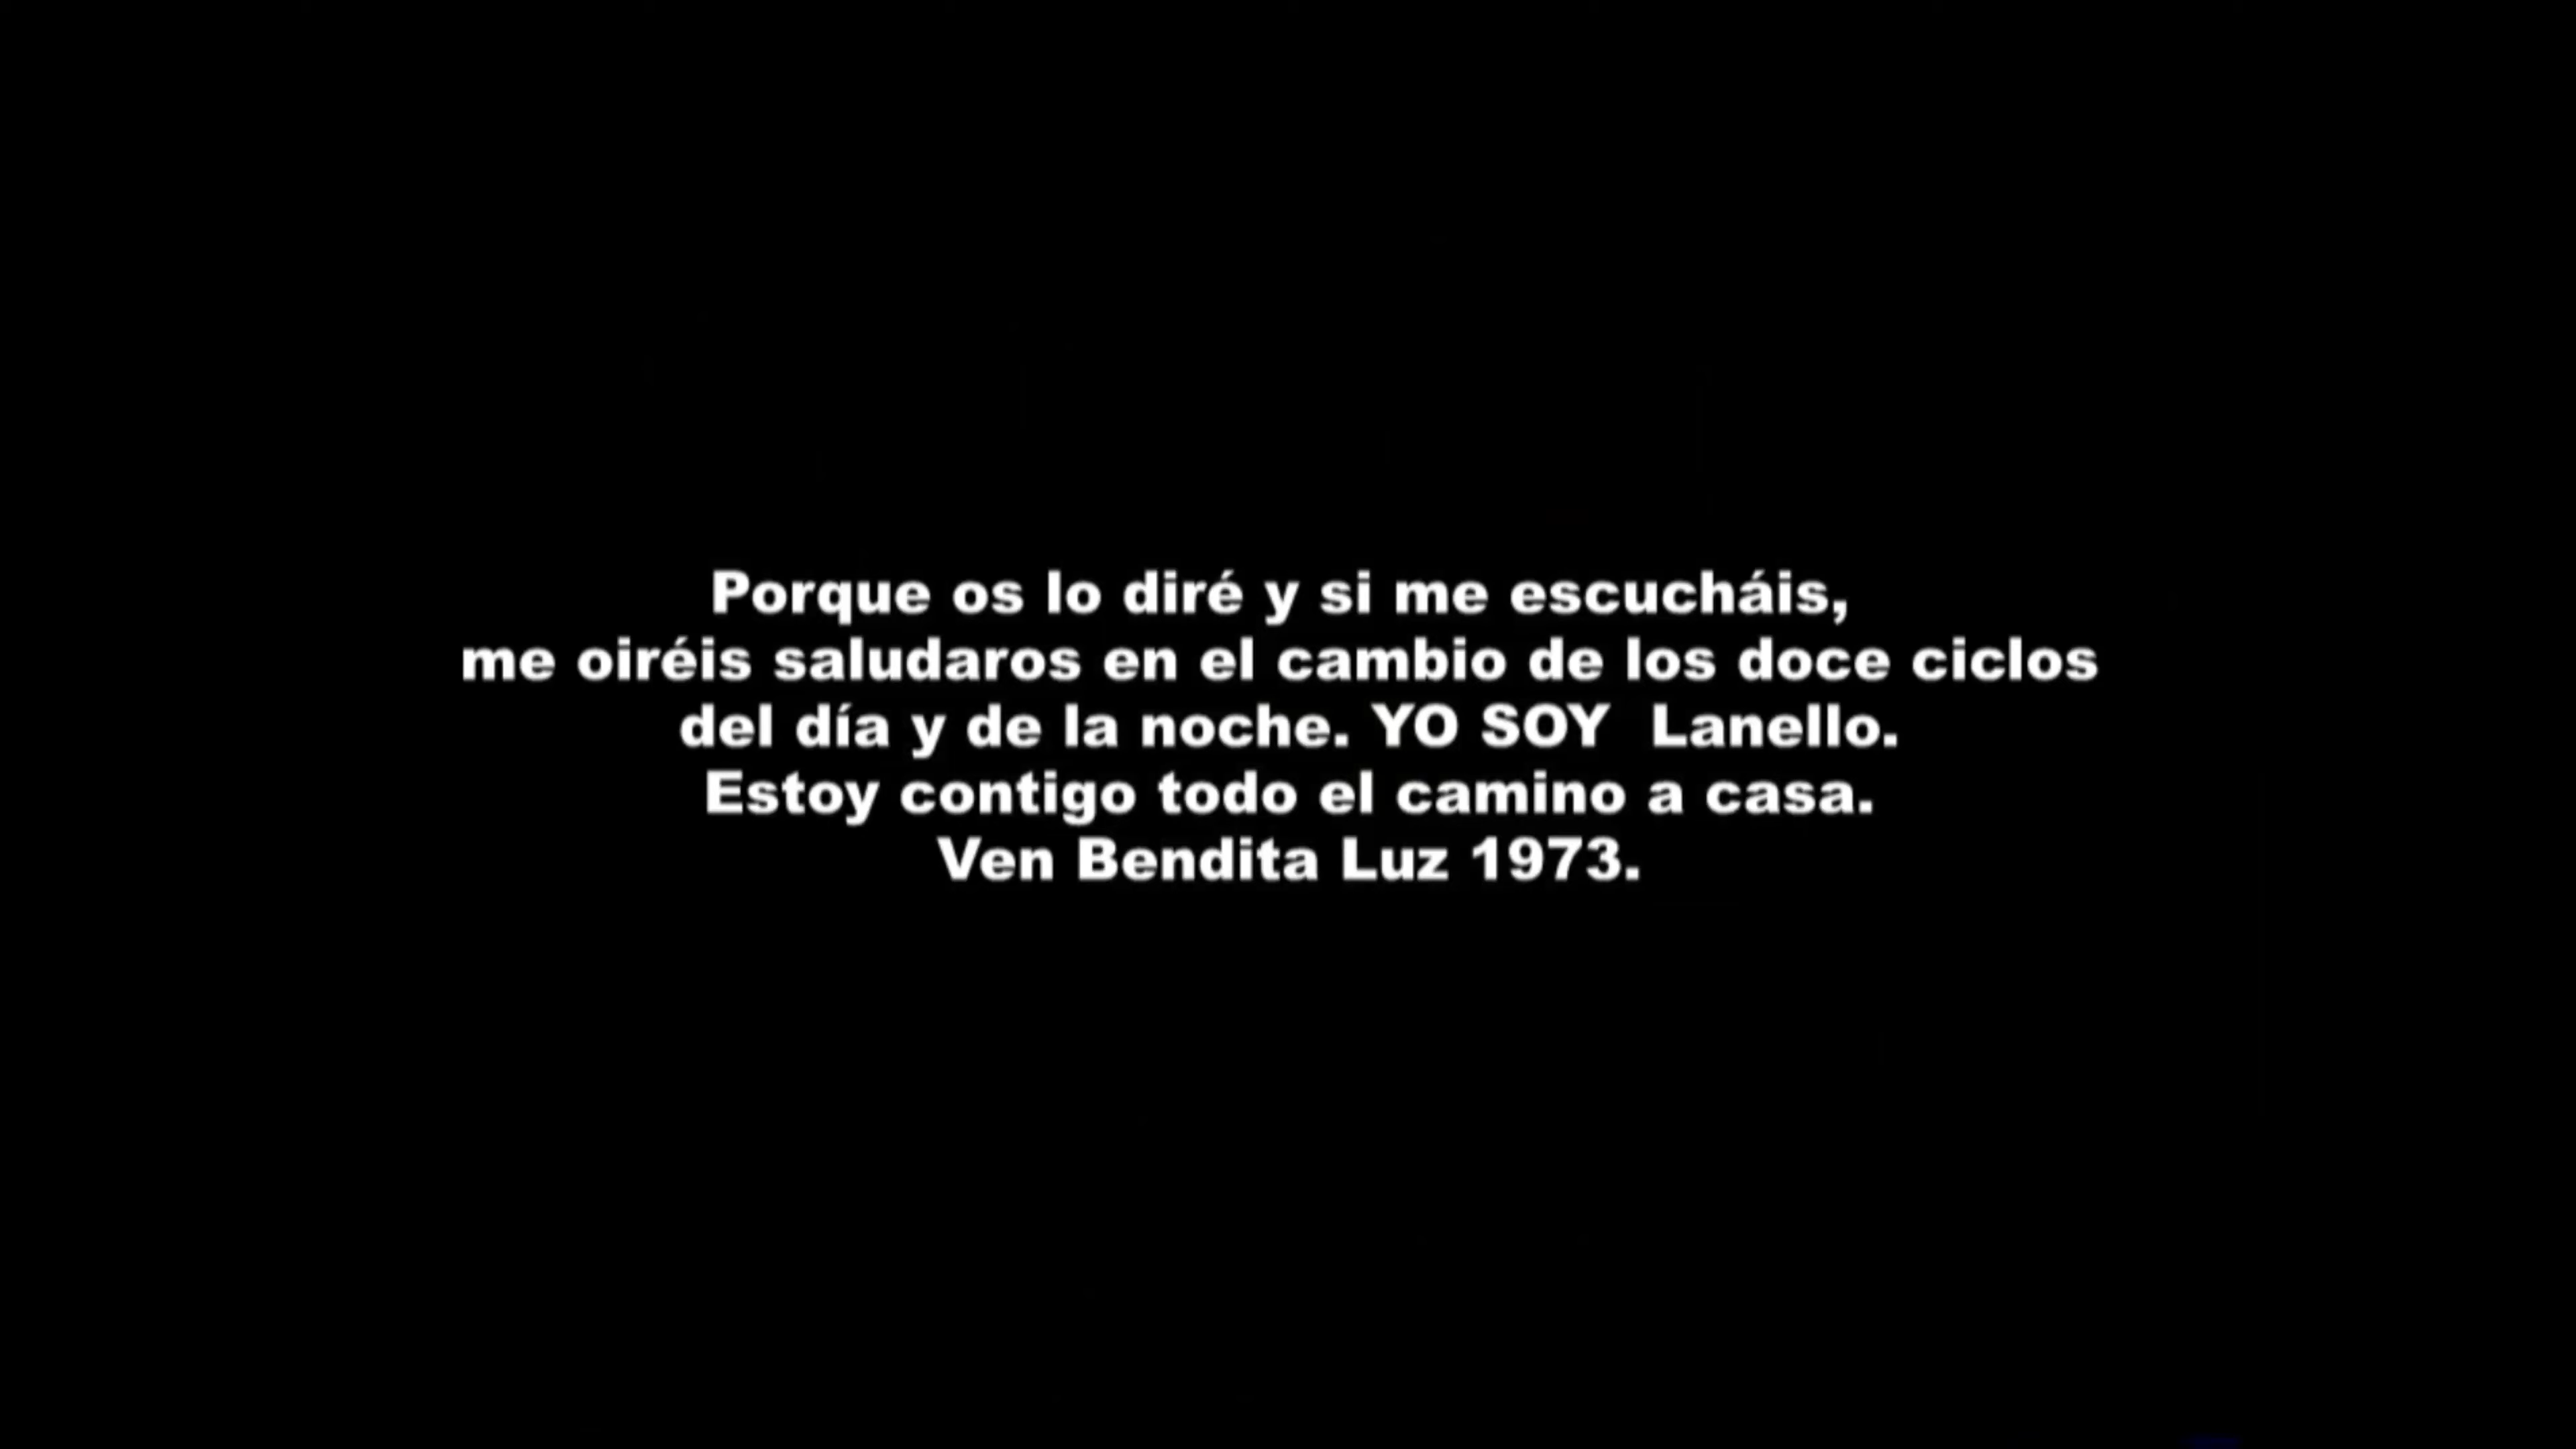 Porque os lo diré y si me escucháis,
me oiréis saludaros en el cambio de los doce ciclos
del día y de la noche. YO SOY  Lanello.
Estoy contigo todo el camino a casa.
Ven Bendita Luz 1973.